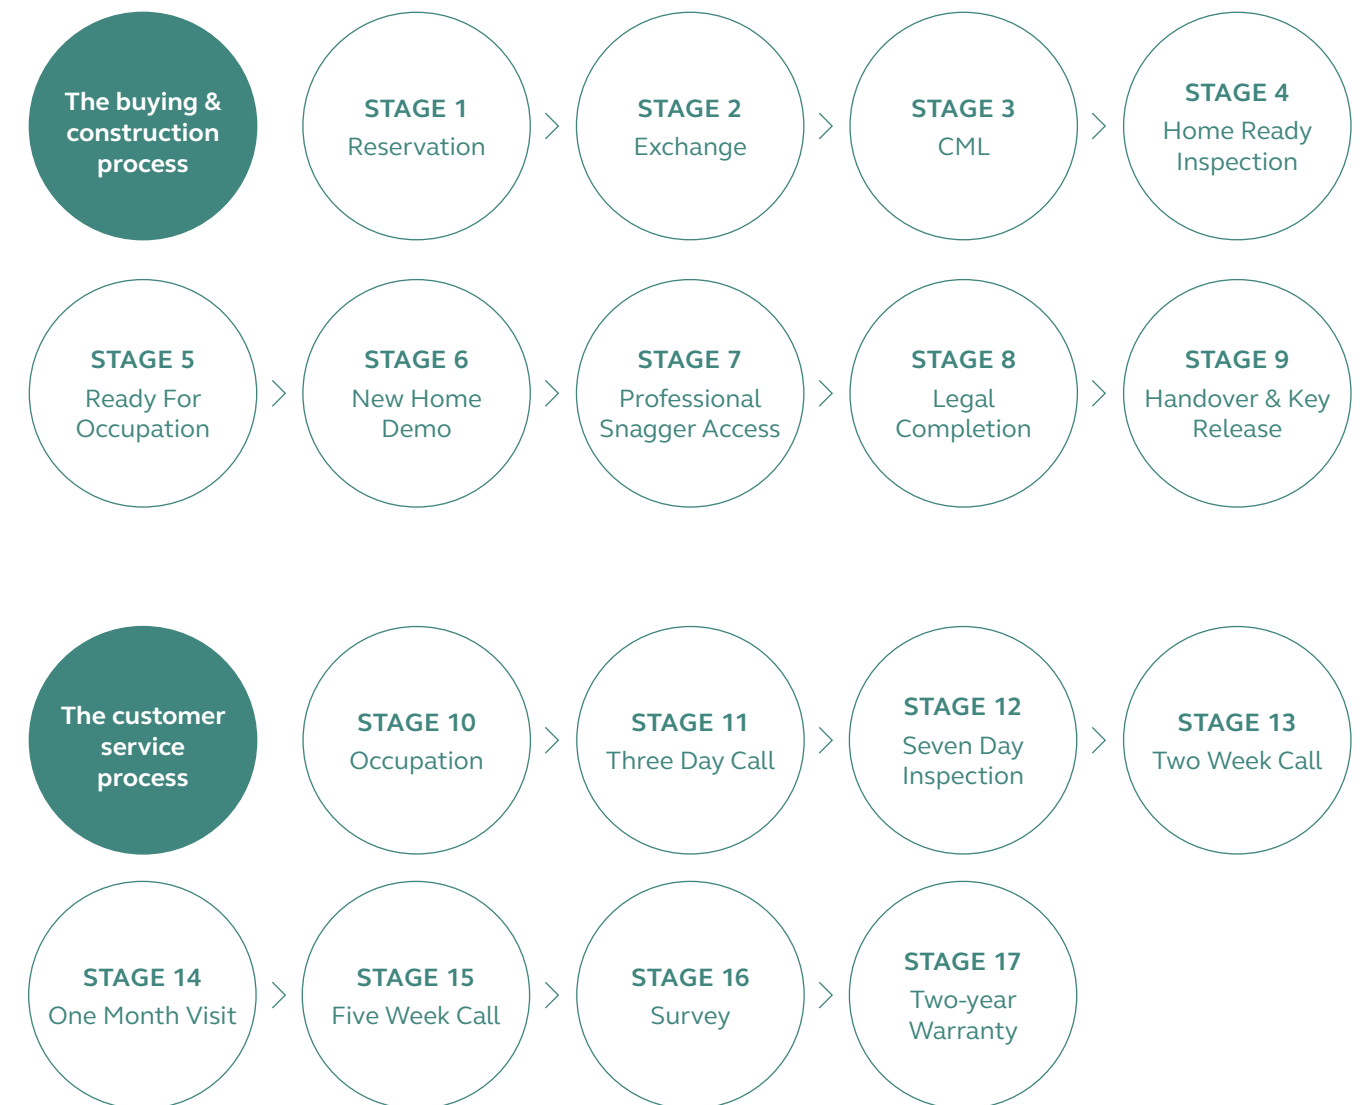 The buying &
construction
process
STAGE 1
Reservation
STAGE 2
Exchange
STAGE 3
CML
STAGE 4
Home Ready
Inspection
STAGE 5
Ready For
Occupation
STAGE 6
New Home
Demo
STAGE 7
Professional
Snagger Access
STAGE 8
Legal
Completion
STAGE 9
Handover & Key
Release
The customer
service
process
STAGE 10
Occupation
STAGE 11
Three Day Call
STAGE 12
Seven Day
Inspection
STAGE 13
Two Week Call
STAGE 14
One Month Visit
STAGE 15
Five Week Call
STAGE 16
Survey
STAGE 17
Two-year
Warranty